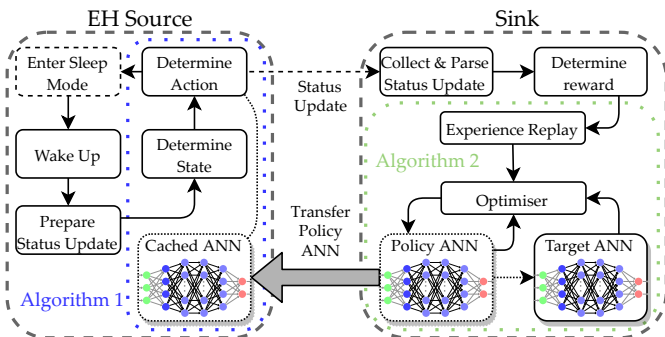 EH Source
Sink
Enter Sleep
Mode
Determine
Action
Status
Update
Collect & Parse
Status Update
Determine
reward
Experience Replay
Wake Up
Determine
State
Algorithm 2
Optimiser
Prepare
Status Update
Transfer
Policy
ANN
Cached ANN
Policy ANN
Target ANN
Algorithm 1